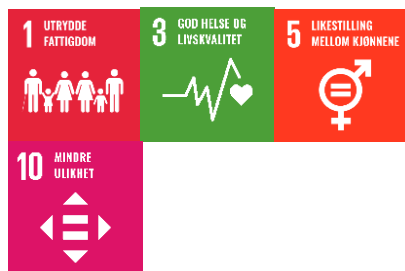 1 UTRYDDE
FATTIGDOM
3 GOD HELSE OG
LIVSKVALITET
5 LIKESTILLING
MELLOM KJØNNENE
10 MINDRE
ULIKHET